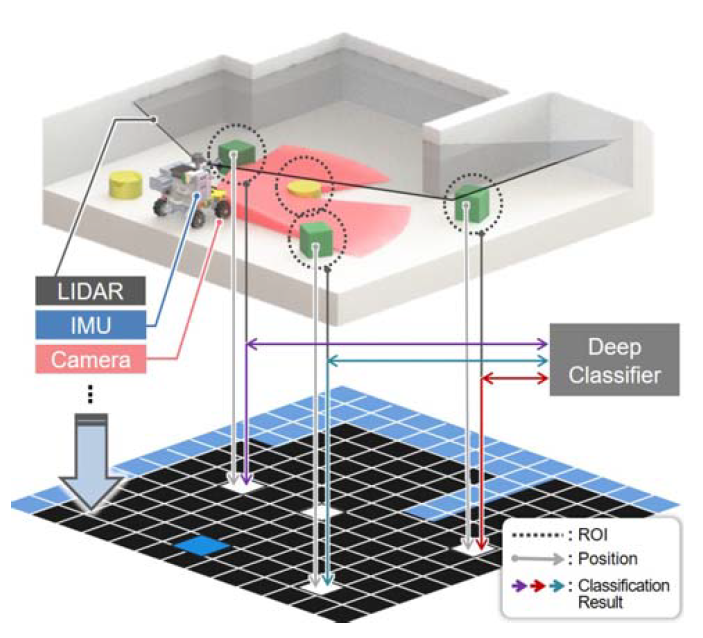 LIDAR
IMU
Camera
Deep
Classifier
: ROI
: Position
: Classification
Result